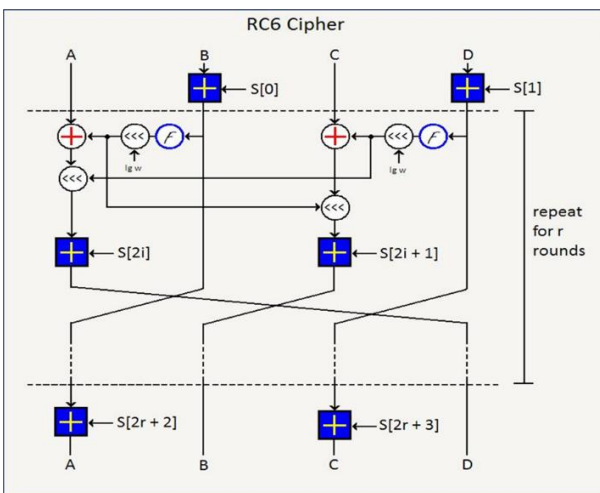 RC6 Cipher
A B C D
S[0] S[1]
<<< F <<< F
lg w lg w
<<< <<<
repeat
for r
rounds
S[2i] S[2i + 1]
S[2r + 2] S[2r + 3]
A B C D